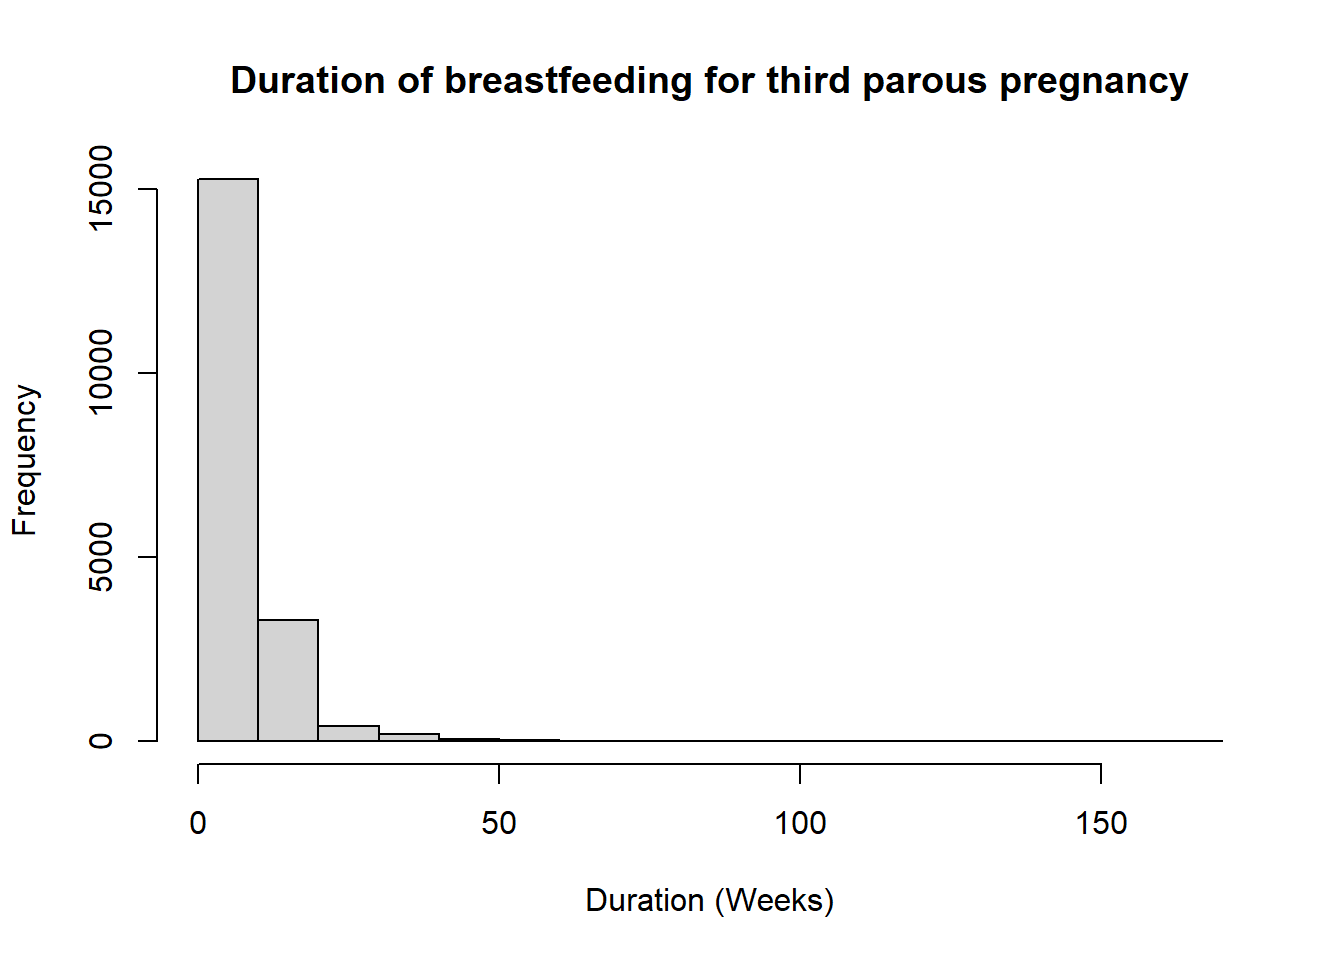 Duration of breastfeeding for third parous pregnancy
Frequency
15000
10000
5000
0
0 50 100 150
Duration (Weeks)